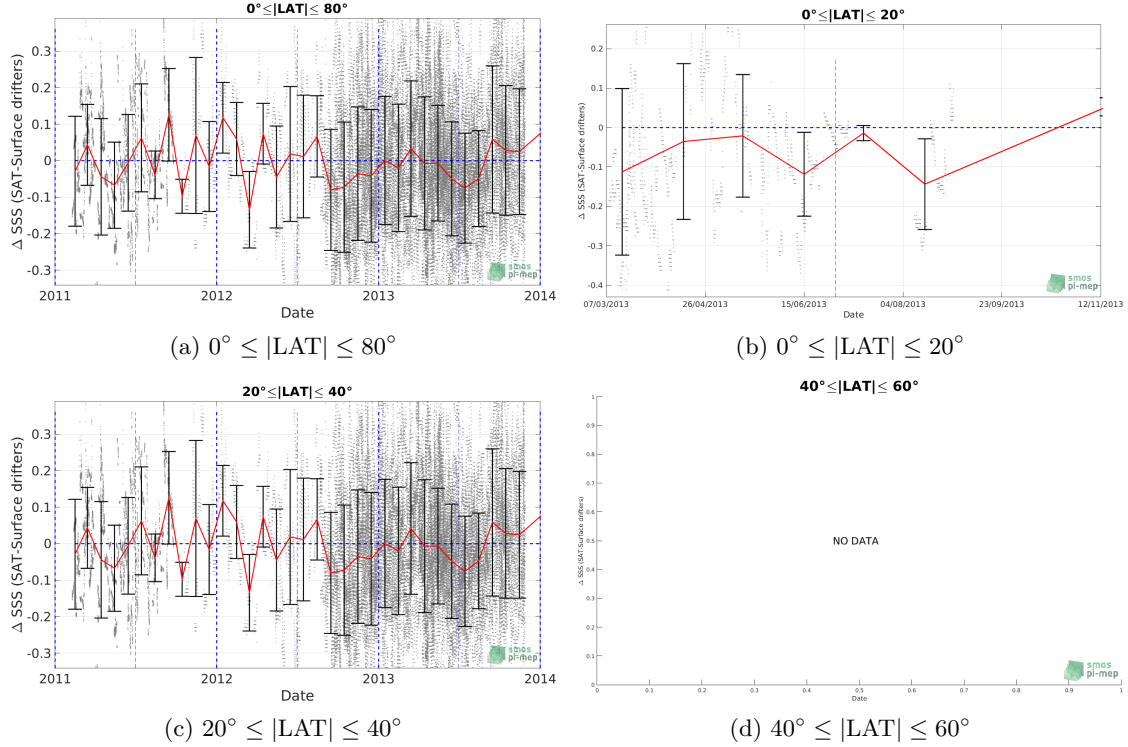 0°≤|LAT|≤ 80°
Δ SSS (SAT-Surface drifters)
0.3
0.2
0.1
0
-0.1
-0.2
-0.3
2011
2012
2013
2014
Date
smos
pi-mep
(a) 0° ≤ |LAT| ≤ 80°
0°≤|LAT|≤ 20°
Δ SSS (SAT-Surface drifters)
0.2
0.1
0
-0.1
-0.2
-0.3
-0.4
07/03/2013
26/04/2013
15/06/2013
04/08/2013
23/09/2013
12/11/2013
Date
smos
pi-mep
(b) 0° ≤ |LAT| ≤ 20°
20°≤|LAT|≤ 40°
Δ SSS (SAT-Surface drifters)
0.3
0.2
0.1
0
-0.1
-0.2
-0.3
2011
2012
2013
2014
Date
smos
pi-mep
(c) 20° ≤ |LAT| ≤ 40°
40°≤|LAT|≤ 60°
Δ SSS (SAT-Surface drifters)
1
0.9
0.8
0.7
0.6
0.5
0.4
0.3
0.2
0.1
0
NO DATA
0
0.1
0.2
0.3
0.4
0.5
0.6
0.7
0.8
0.9
1
Date
smos
pi-mep
(d) 40° ≤ |LAT| ≤ 60°